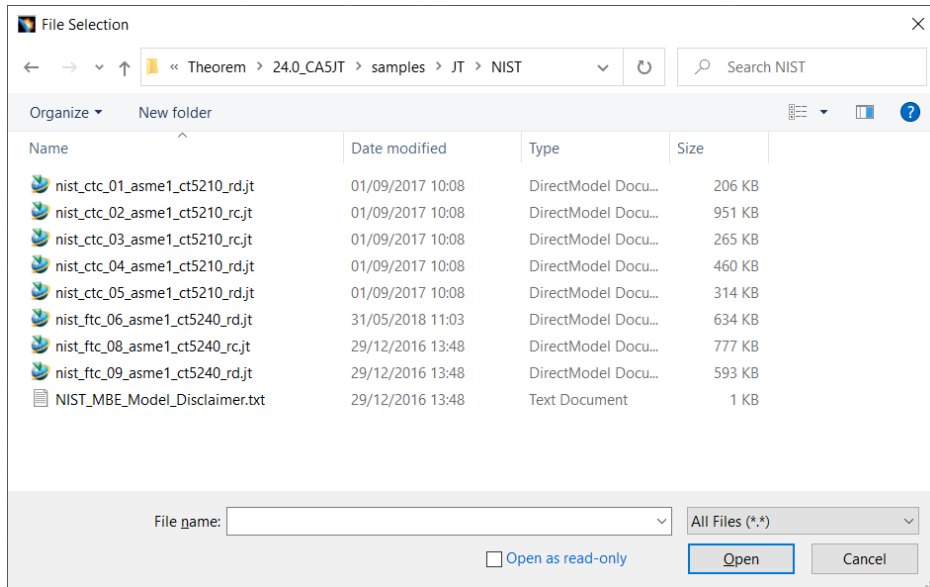 File Selection
« Theorem > 24.0_CA5JT > samples > JT > NIST
Search NIST
Organize
New folder
?
Name Date modified Type Size
nist_ctc_01_asme1_ct5210_rd.jt 01/09/2017 10:08 DirectModel Docu... 206 KB
nist_ctc_02_asme1_ct5210_rc.jt 01/09/2017 10:08 DirectModel Docu... 951 KB
nist_ctc_03_asme1_ct5210_rc.jt 01/09/2017 10:08 DirectModel Docu... 265 KB
nist_ctc_04_asme1_ct5210_rd.jt 01/09/2017 10:08 DirectModel Docu... 460 KB
nist_ctc_05_asme1_ct5210_rd.jt 01/09/2017 10:08 DirectModel Docu... 314 KB
nist_ftc_06_asme1_ct5240_rd.jt 31/05/2018 11:03 DirectModel Docu... 634 KB
nist_ftc_08_asme1_ct5240_rc.jt 29/12/2016 13:48 DirectModel Docu... 777 KB
nist_ftc_09_asme1_ct5240_rd.jt 29/12/2016 13:48 DirectModel Docu... 593 KB
NIST_MBE_Model_Disclaimer.txt 29/12/2016 13:48 Text Document 1 KB
File name:
All Files (*.*)
Open as read-only
Open
Cancel